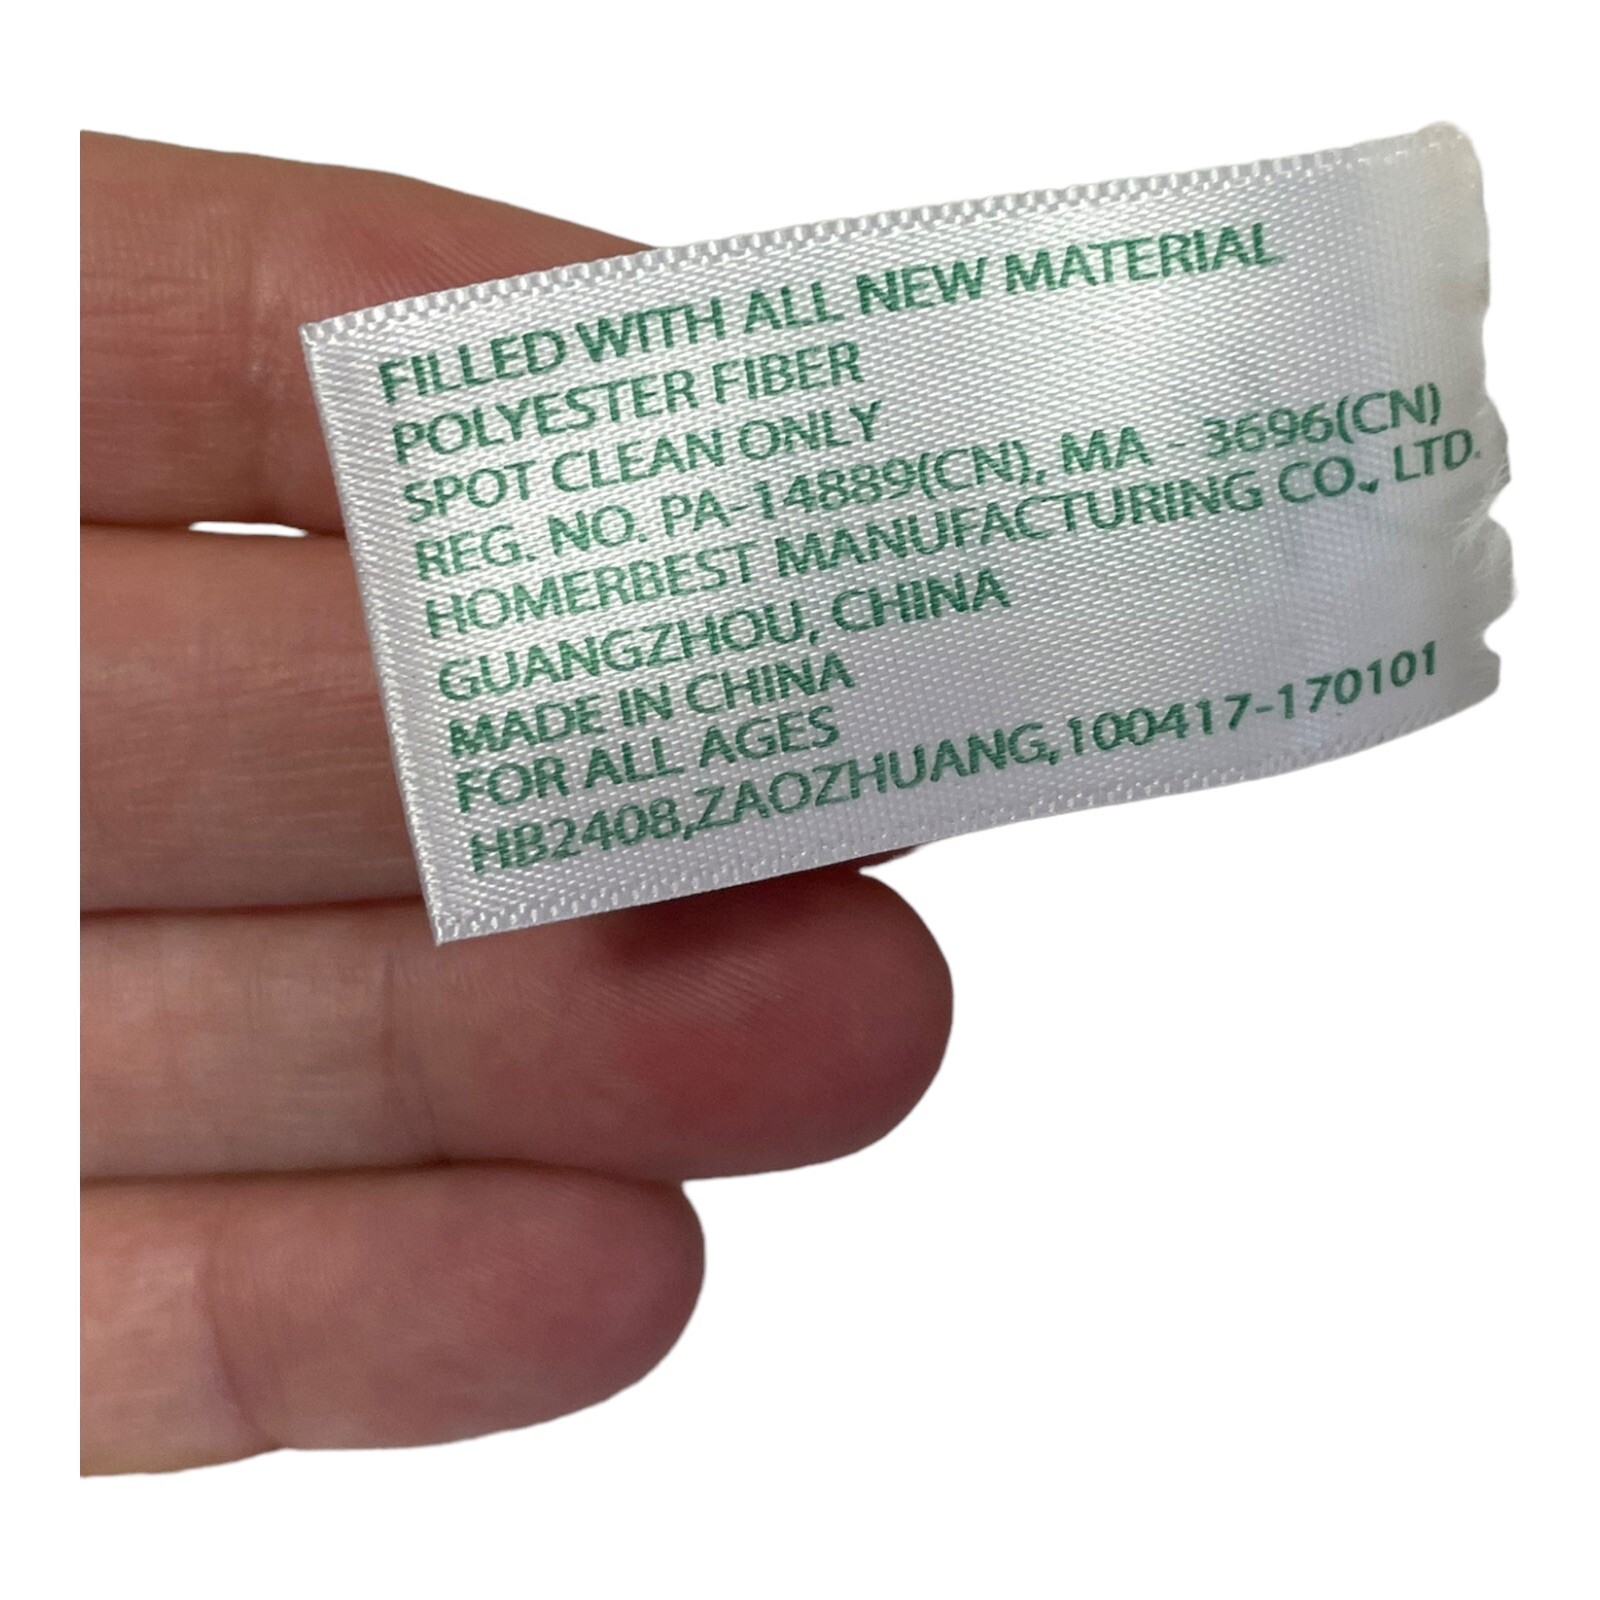 FILLED WITH ALL NEW MATERIAL
POLYESTER FIBER
SPOT CLEAN ONLY
REG. NO. PA-14889(CN), MA - 3696(CN)
HOMERBEST MANUFACTURING CO., LTD.
GUANGZHOU, CHINA
MADE IN CHINA
FOR ALL AGES
HB2408,ZAOZHUANG,100417-170101